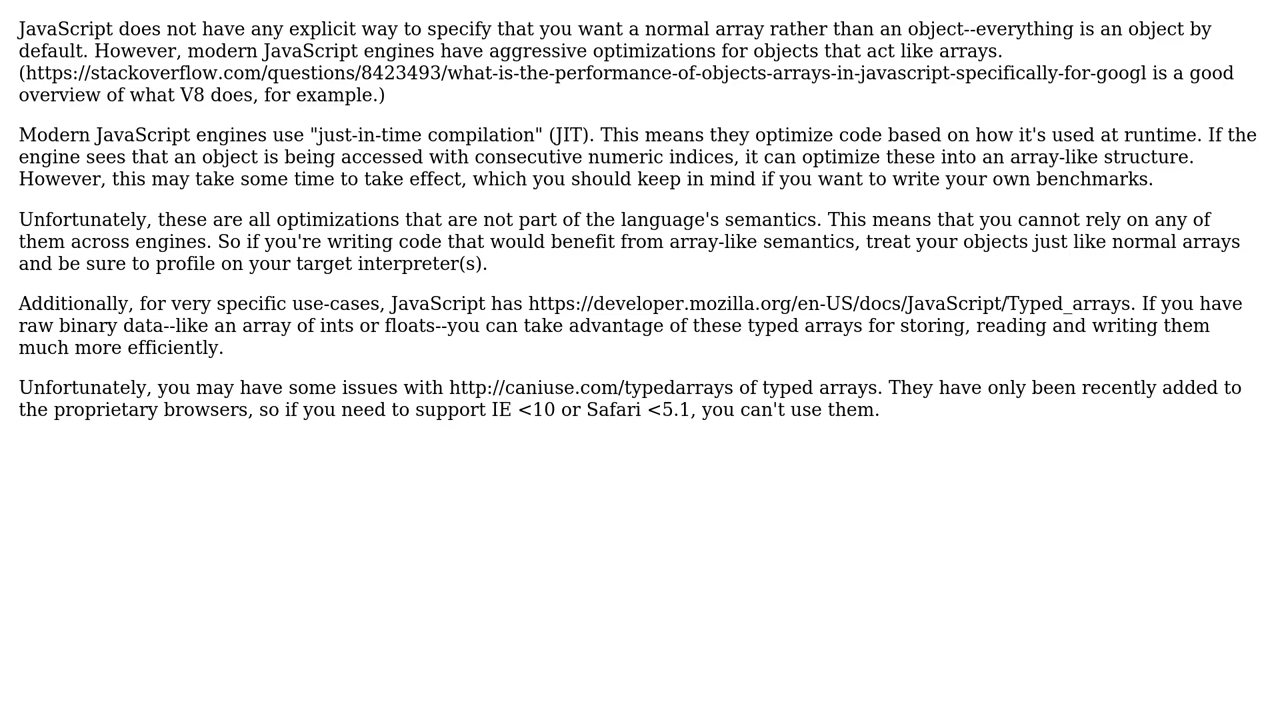 JavaScript does not have any explicit way to specify that you want a normal array rather than an object--everything is an object by
default. However, modern JavaScript engines have aggressive optimizations for objects that act like arrays.
(https://stackoverflow.com/questions/8423493/what-is-the-performance-of-objects-arrays-in-javascript-specifically-for-googl is a good
overview of what V8 does, for example.)
Modern JavaScript engines use "just-in-time compilation" (JIT). This means they optimize code based on how it's used at runtime. If the
engine sees that an object is being accessed with consecutive numeric indices, it can optimize these into an array-like structure.
However, this may take some time to take effect, which you should keep in mind if you want to write your own benchmarks.
Unfortunately, these are all optimizations that are not part of the language's semantics. This means that you cannot rely on any of
them across engines. So if you're writing code that would benefit from array-like semantics, treat your objects just like normal arrays
and be sure to profile on your target interpreter(s).
Additionally, for very specific use-cases, JavaScript has https://developer.mozilla.org/en-US/docs/JavaScript/Typed_arrays. If you have
raw binary data--like an array of ints or floats--you can take advantage of these typed arrays for storing, reading and writing them
much more efficiently.
Unfortunately, you may have some issues with http://caniuse.com/typedarrays of typed arrays. They have only been recently added to
the proprietary browsers, so if you need to support IE <10 or Safari <5.1, you can't use them.